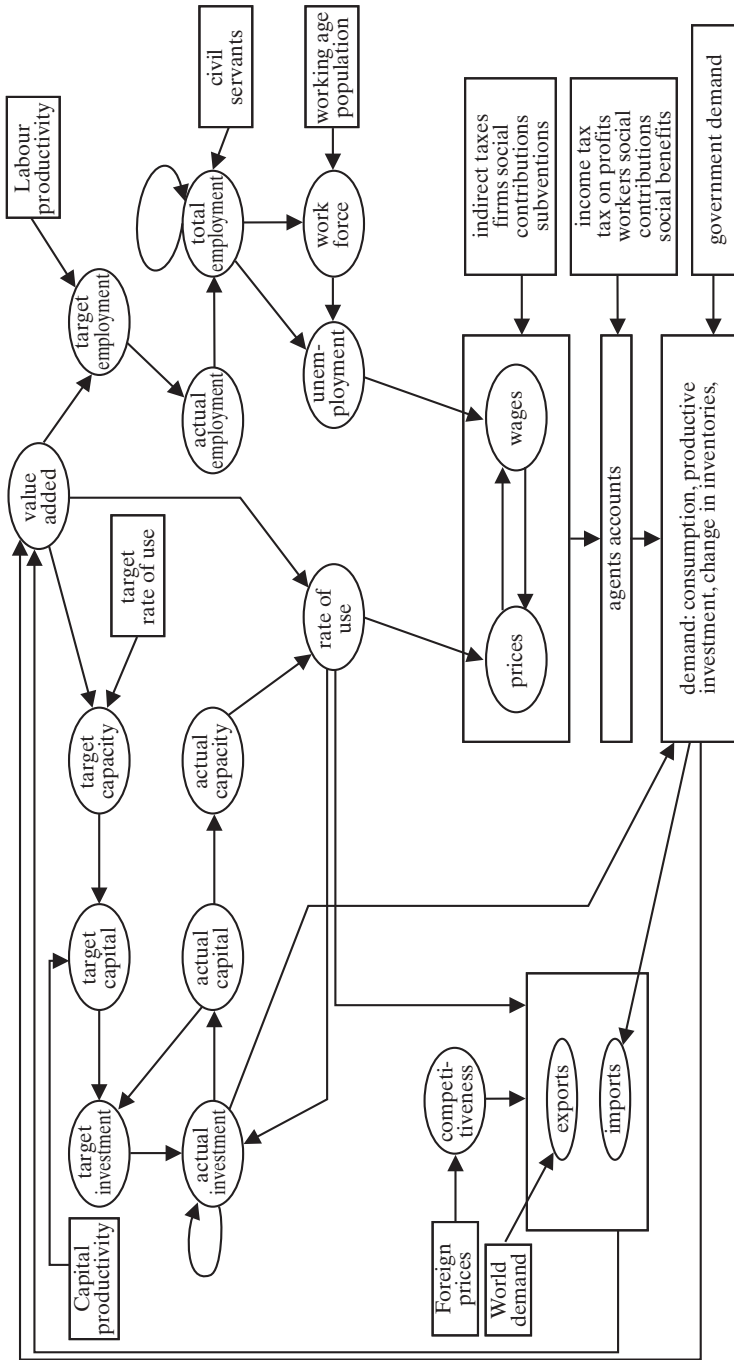 Capital
productivity
target
investment
target
capital
target
capacity
target
rate of use
value
added
target
employment
Labour
productivity
actual
investment
actual
capital
actual
capacity
actual
employment
total
employment
civil
servants
rate of
use
unem-
ployment
work
force
working age
population
Foreign
prices
competi-
tiveness
World
demand
exports
imports
prices
wages
indirect taxes
firms social
contributions
subventions
agents accounts
income tax
tax on profits
workers social
contributions
social benefits
demand: consumption, productive
investment, change in inventories,
government demand